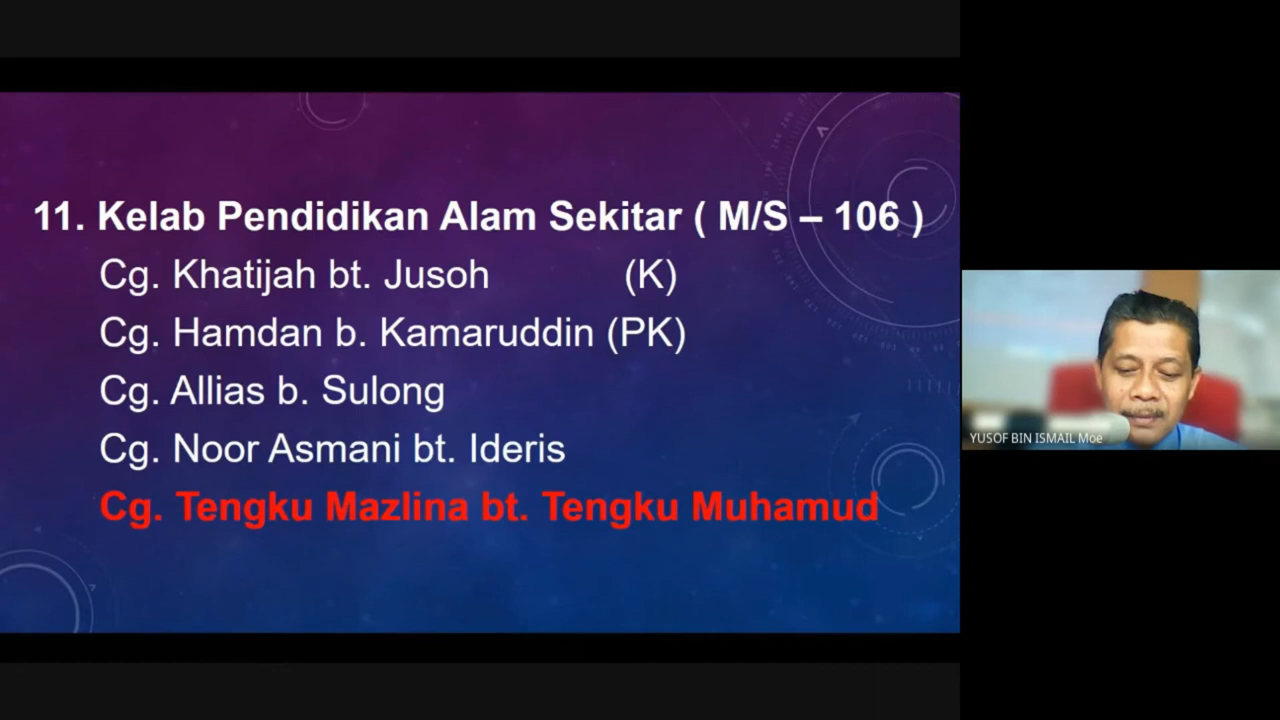 11. Kelab Pendidikan Alam Sekitar ( M/S – 106 )
Cg. Khatijah bt. Jusoh (K)
Cg. Hamdan b. Kamaruddin (PK)
Cg. Allias b. Sulong
Cg. Noor Asmani bt. Ideris
Cg. Tengku Mazlina bt. Tengku Muhamud
YUSOF BIN ISMAIL Moe